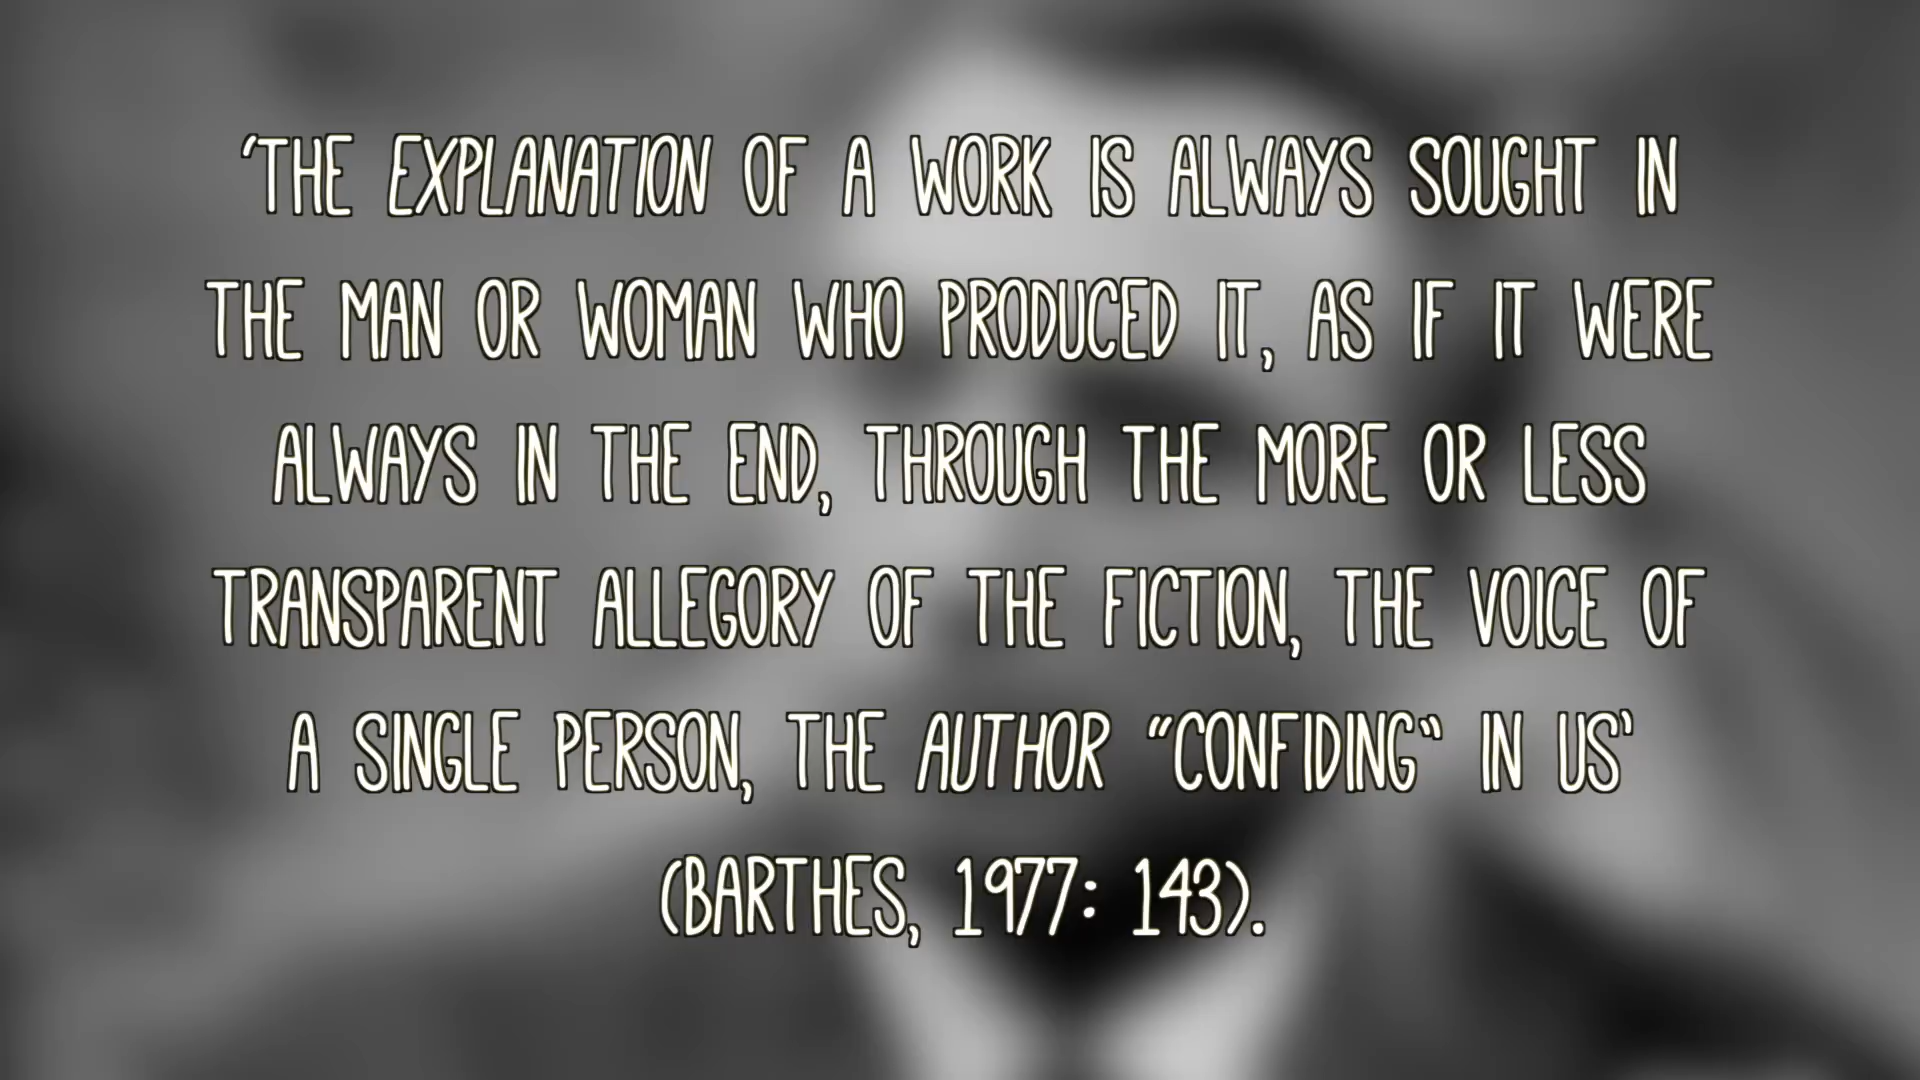 ‘THE EXPLANATION OF A WORK IS ALWAYS SOUGHT IN
THE MAN OR WOMAN WHO PRODUCED IT, AS IF IT WERE
ALWAYS IN THE END, THROUGH THE MORE OR LESS
TRANSPARENT ALLEGORY OF THE FICTION, THE VOICE OF
A SINGLE PERSON, THE AUTHOR “CONFIDING“ IN US’
(BARTHES, 1977: 143).